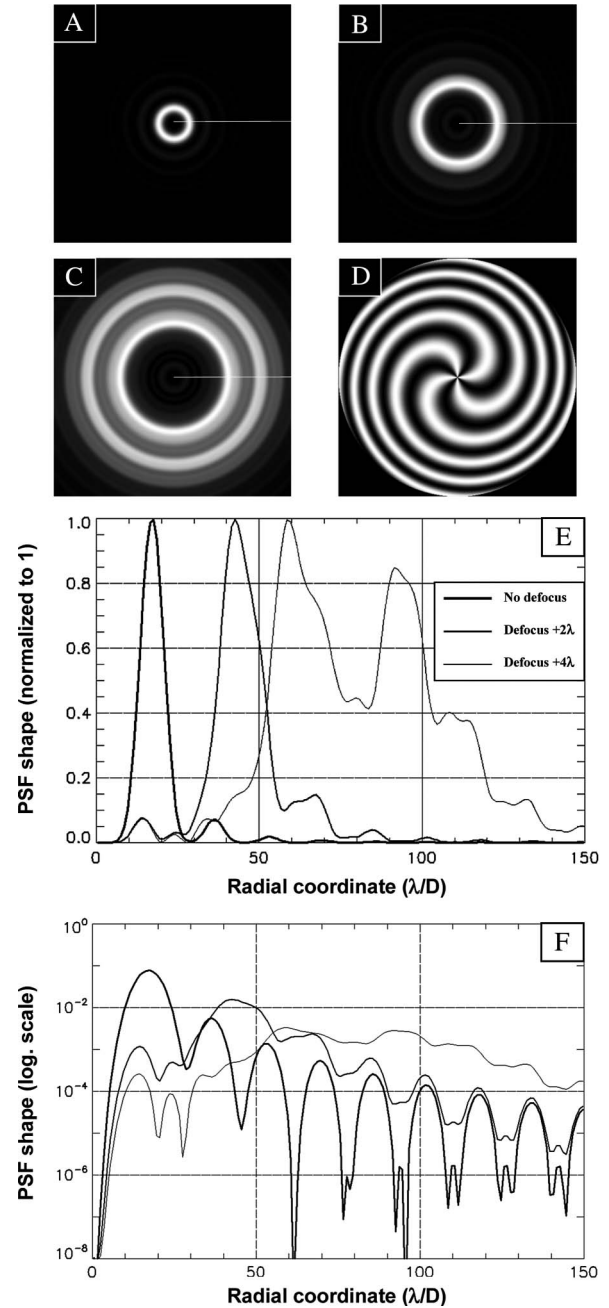 A
B
C
D
E
PSF shape (normalized to 1)
1.0
0.8
0.6
0.4
0.2
0.0
No defocus
Defocus +2λ
Defocus +4λ
0
50
100
150
Radial coordinate (λ/D)
F
PSF shape (log. scale)
10⁰
10⁻²
10⁻⁴
10⁻⁶
10⁻⁸
0
50
100
150
Radial coordinate (λ/D)